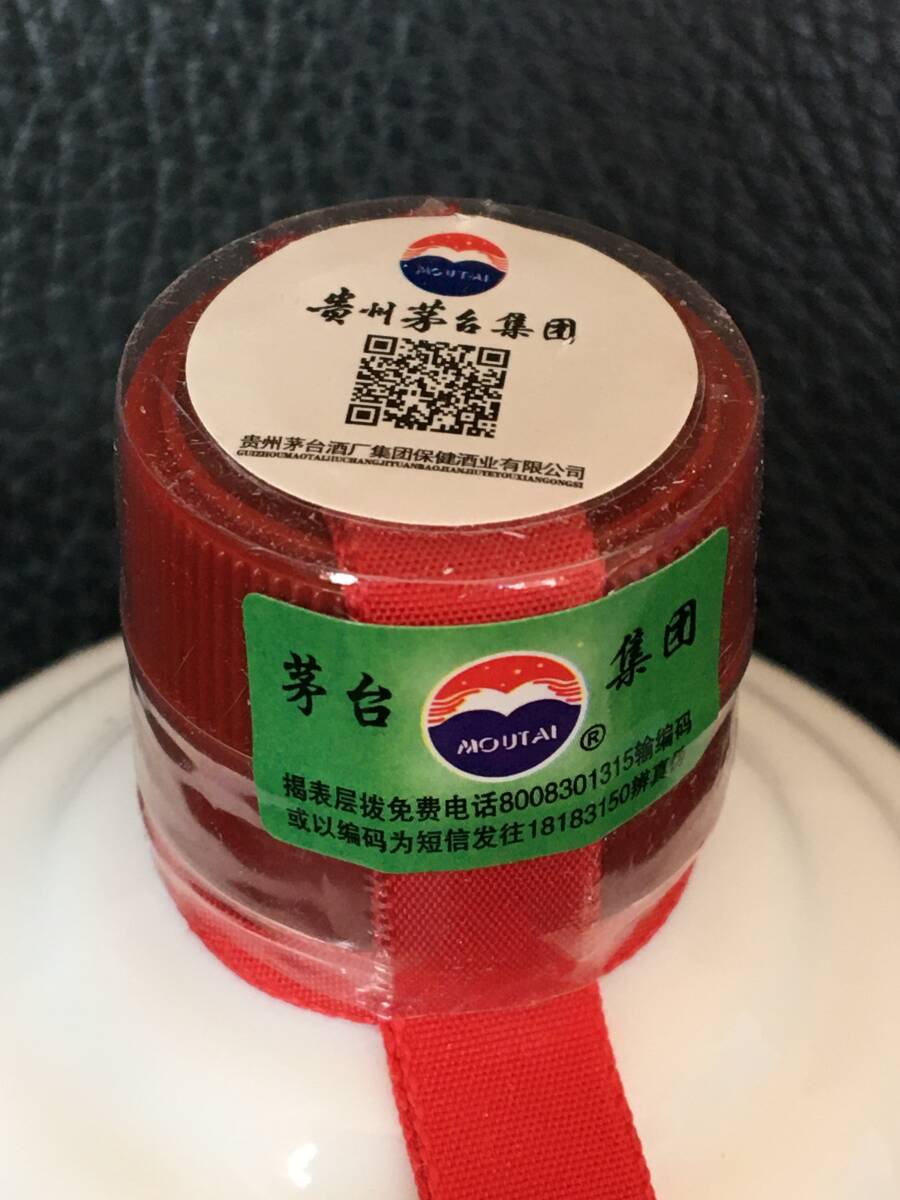 MOUTAI
贵州茅台集团
贵州茅台酒厂集团保健酒业有限公司
GUIZHOUMAOTAIJIUCHANGJITUANBAOJIANJIUYEYOUXIANGONGSI
茅台 集团
MOUTAI ®
揭表层拨免费电话8008301315输编码
或以编码为短信发往18183150辨真